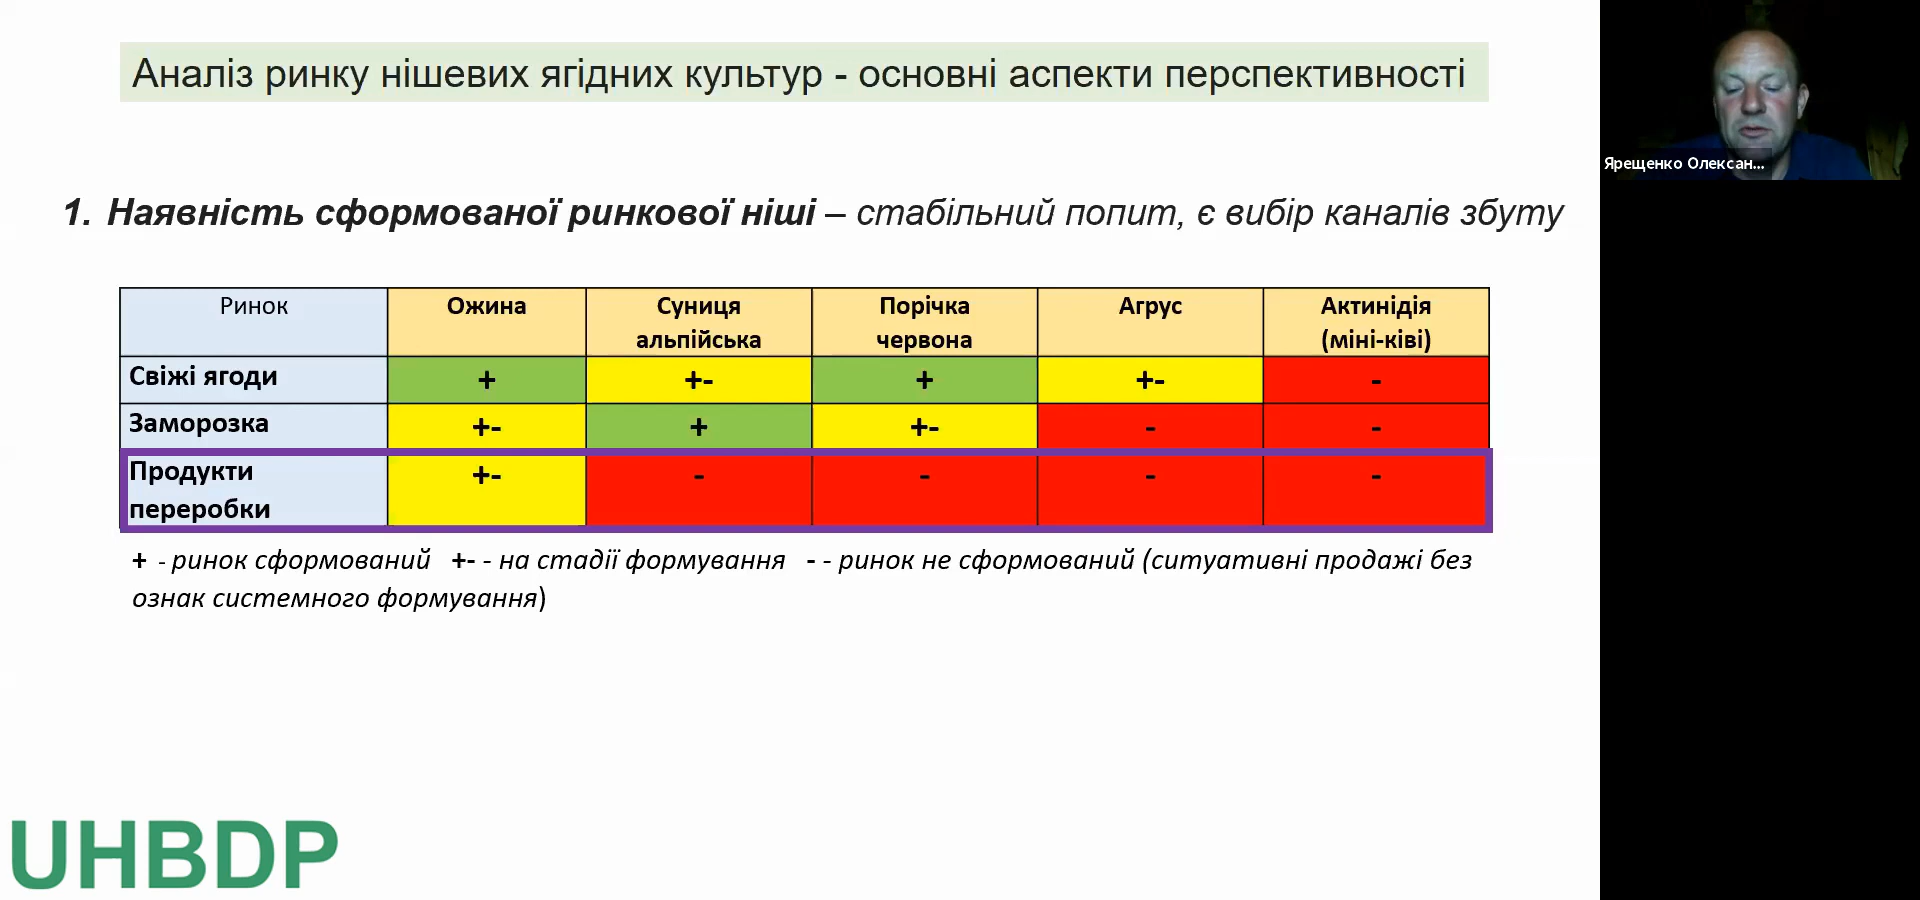 Аналіз ринку нішевих ягідних культур - основні аспекти перспективності
Ярещенко Олексан...
1. Наявність сформованої ринкової ніші – стабільний попит, є вибір каналів збуту
Ринок Ожина Суниця альпійська Порічка червона Агрус Актинідія (міні-ківі)
Свіжі ягоди + +- + +- -
Заморозка +- + +- - -
Продукти переробки +- - - - -
+ - ринок сформований +- - на стадії формування - - ринок не сформований (ситуативні продажі без
ознак системного формування)
UHBDP